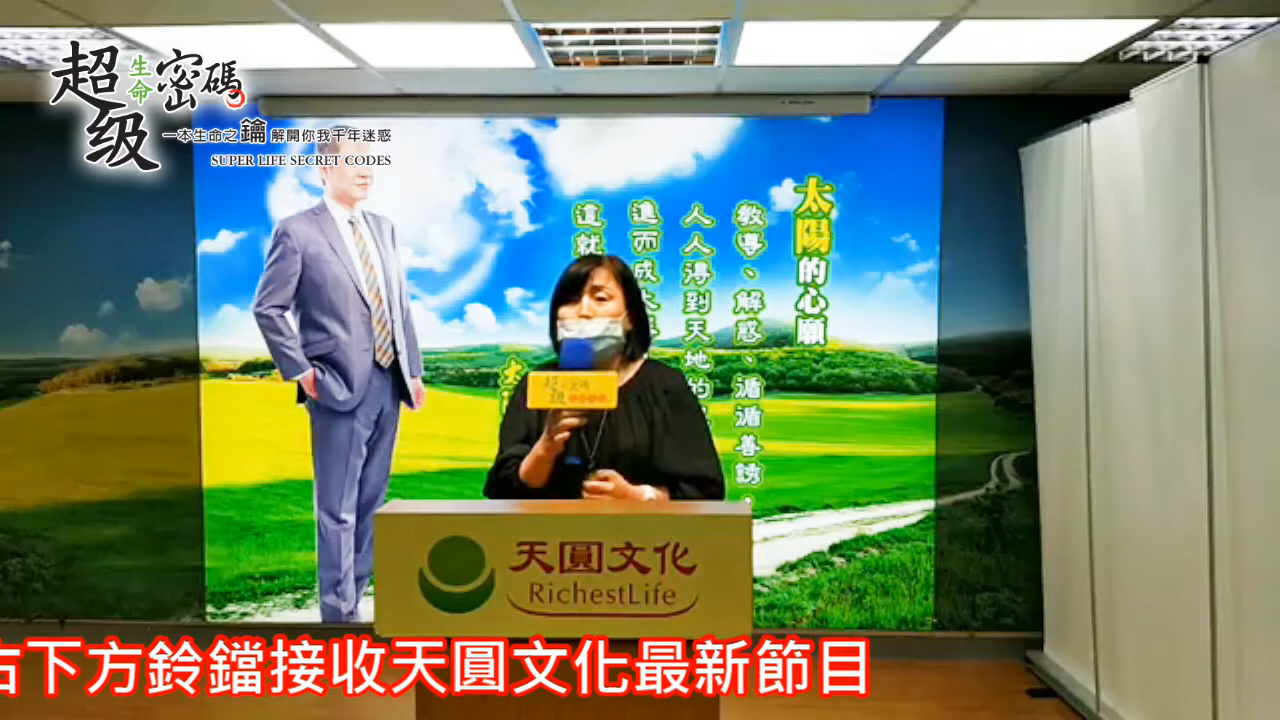 超级生命密碼
一本生命之鑰 解開你我千年迷惑
SUPER LIFE SECRET CODES
太陽的心願
教導、解惑、循循善誘，
人人得到天地的
進而成
這就
天圓文化
RichestLife
右下方鈴鐺接收天圓文化最新節目